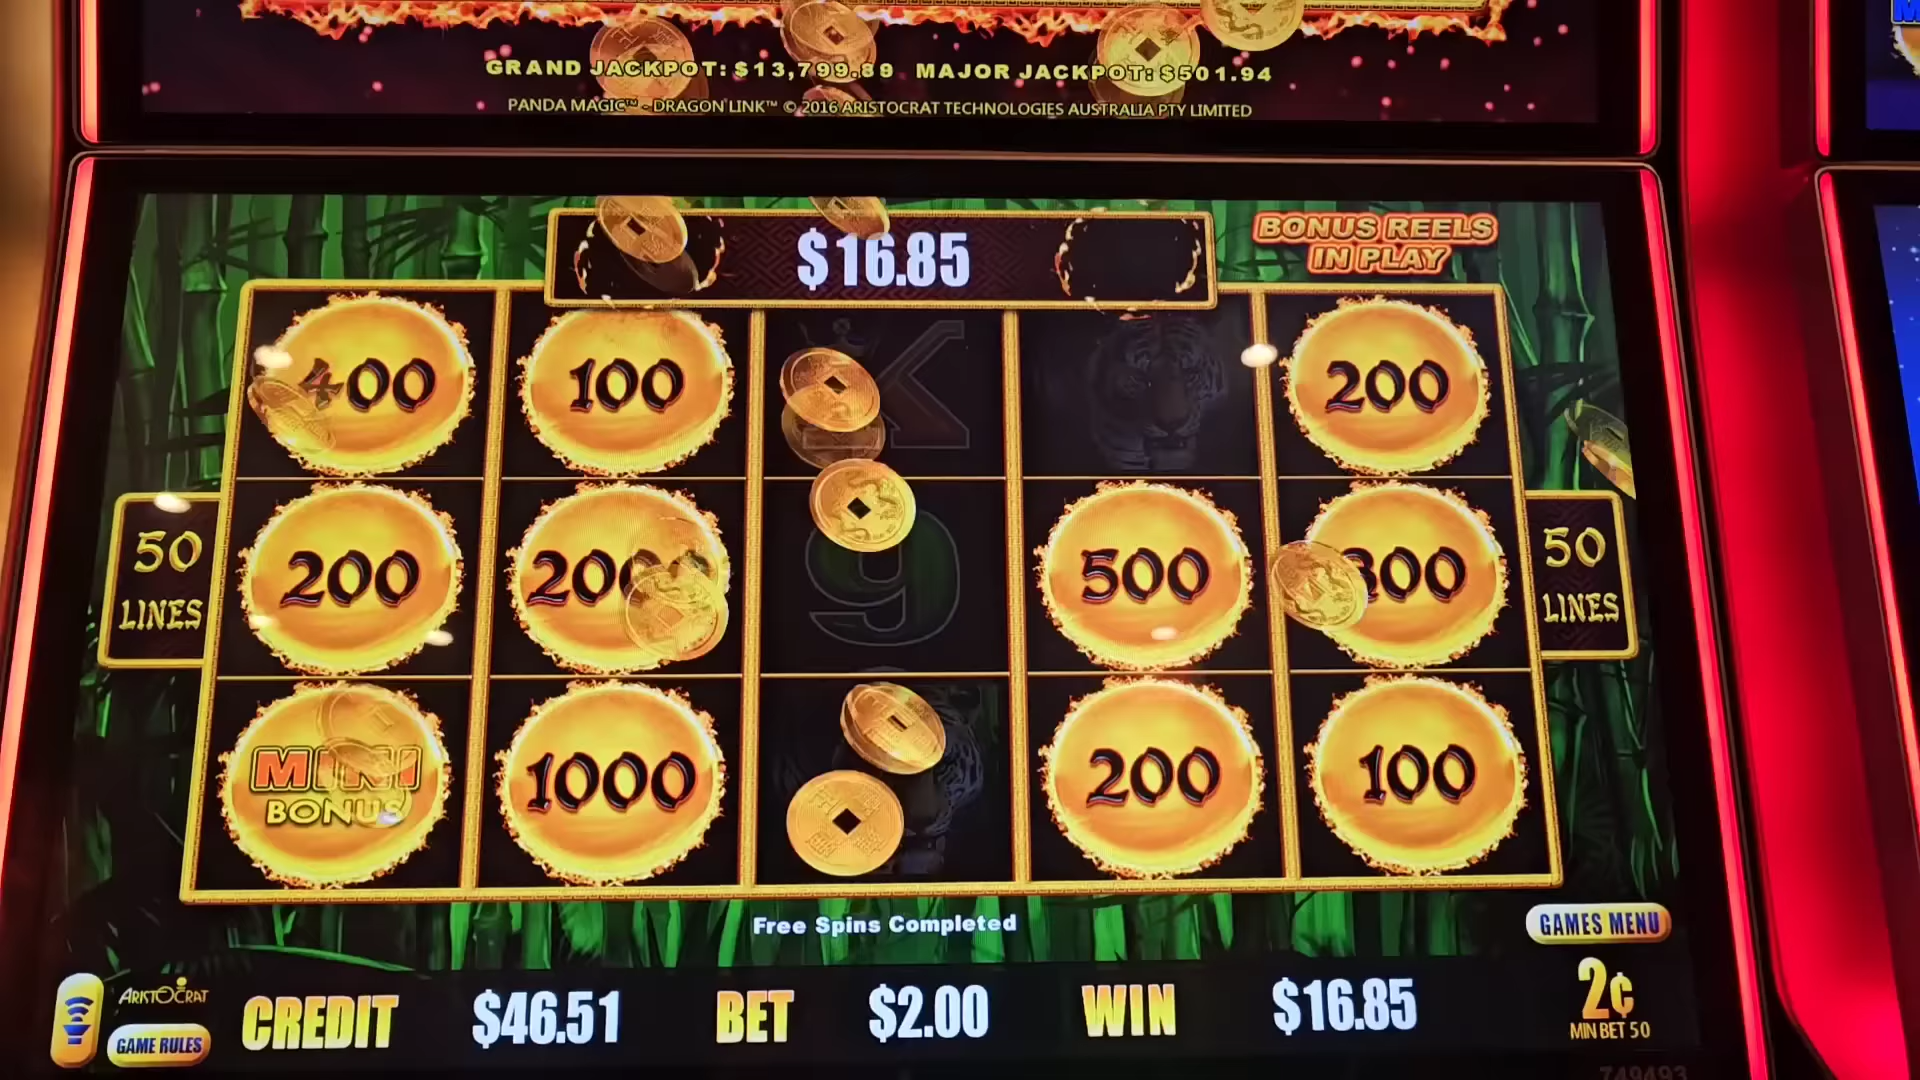 GRAND JACKPOT: $13,799.89 MAJOR JACKPOT: $501.94
PANDA MAGIC™ - DRAGON LINK™ © 2016 ARISTOCRAT TECHNOLOGIES AUSTRALIA PTY LIMITED
$16.85
BONUS REELS
IN PLAY
400
100
K
200
50
LINES
200
9
500
300
50
LINES
MINI
BONUS
1000
200
100
Free Spins Completed
GAMES MENU
ARISTOCRAT
GAME RULES
CREDIT $46.51 BET $2.00 WIN $16.85
2¢
MIN BET 50
749493